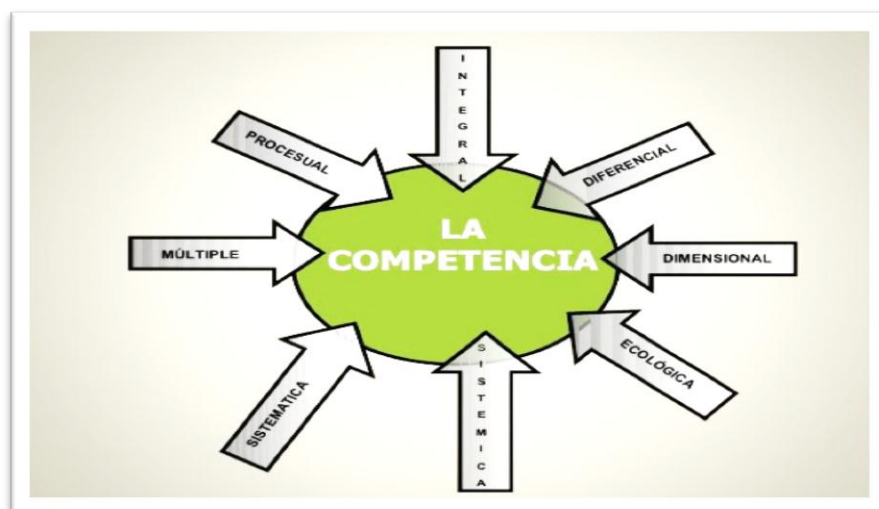 INTEGRAL
PROCESUAL
DIFERENCIAL
LA
COMPETENCIA
MÚLTIPLE
DIMENSIONAL
ECOLÓGICA
SISTEMATICA
SISTEMICA